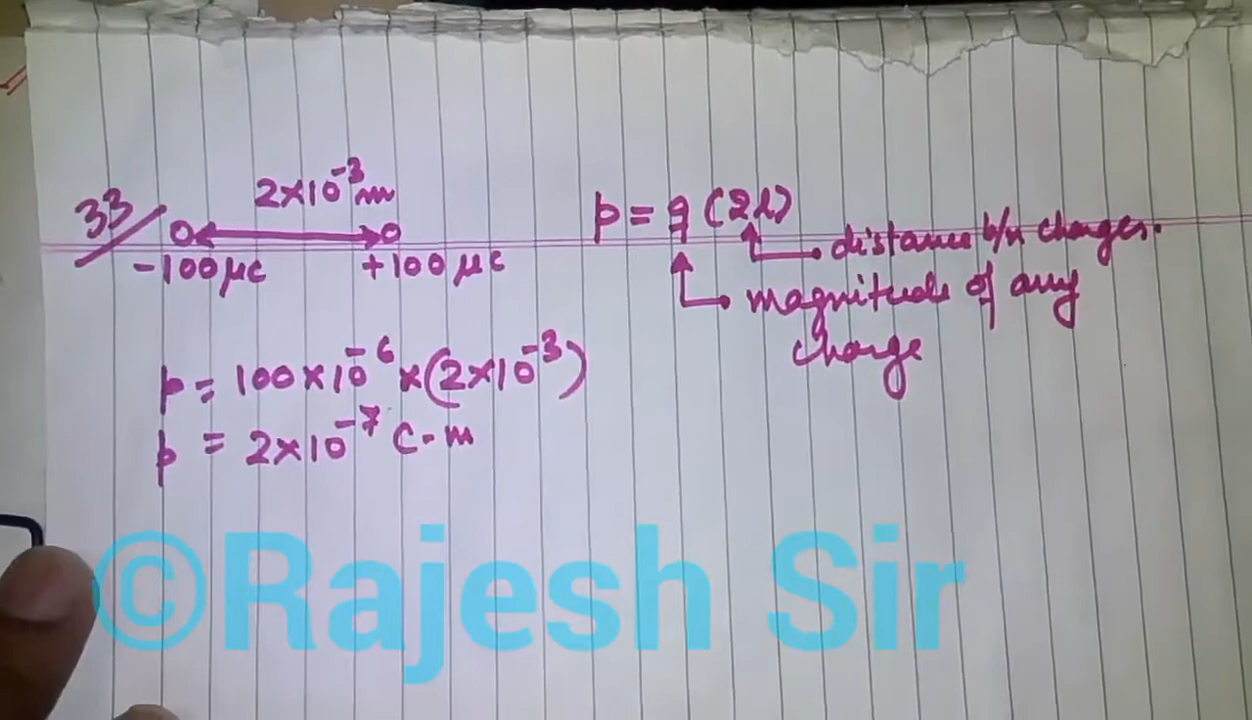 33
2×10⁻³m
-100μc
+100μc
p = q (2l)
distance b/n charges.
magnitude of any
charge
p = 100×10⁻⁶×(2×10⁻³)
p = 2×10⁻⁷ C-m
©Rajesh Sir